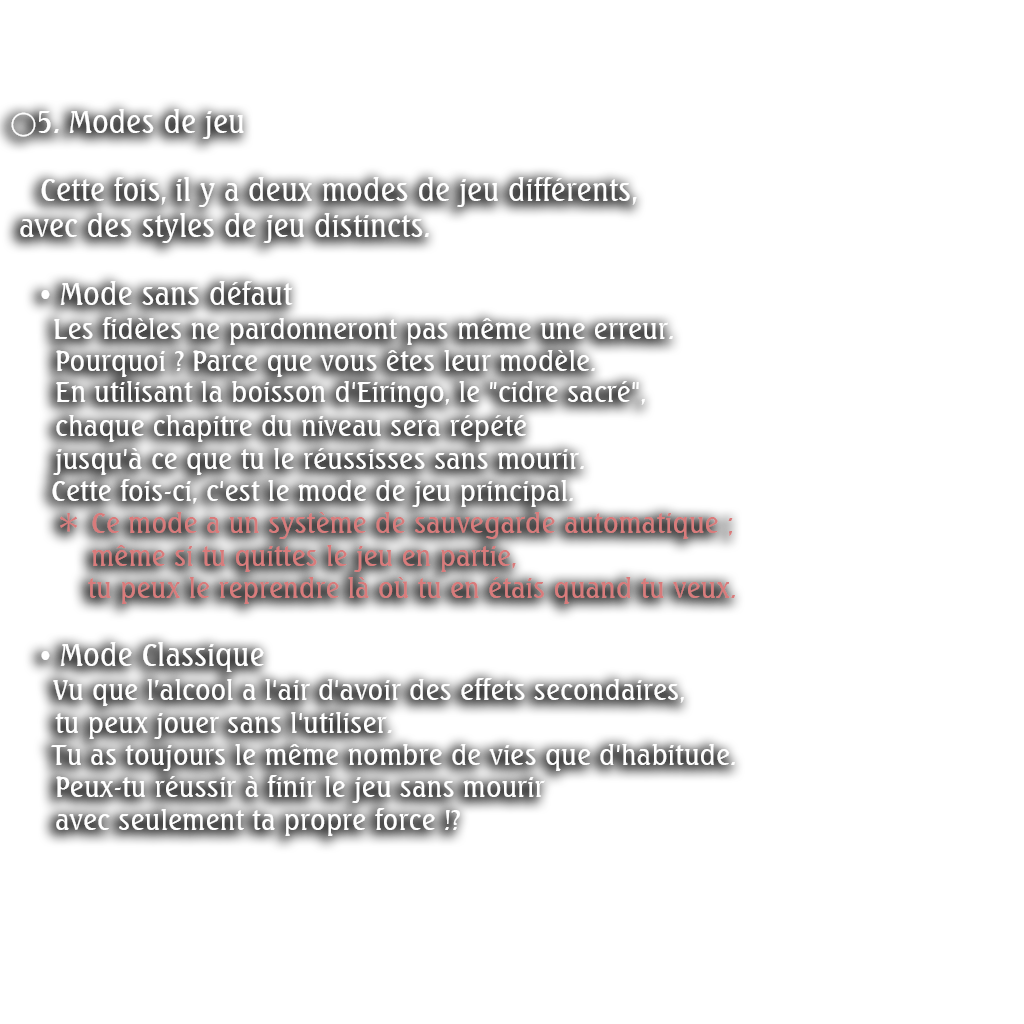 ○5. Modes de jeu
Cette fois, il y a deux modes de jeu différents,
avec des styles de jeu distincts.
• Mode sans défaut
Les fidèles ne pardonneront pas même une erreur.
Pourquoi ? Parce que vous êtes leur modèle.
En utilisant la boisson d'Eiringo, le "cidre sacré",
chaque chapitre du niveau sera répété
jusqu'à ce que tu le réussisses sans mourir.
Cette fois-ci, c'est le mode de jeu principal.
* Ce mode a un système de sauvegarde automatique ;
même si tu quittes le jeu en partie,
tu peux le reprendre là où tu en étais quand tu veux.
• Mode Classique
Vu que l'alcool a l'air d'avoir des effets secondaires,
tu peux jouer sans l'utiliser.
Tu as toujours le même nombre de vies que d'habitude.
Peux-tu réussir à finir le jeu sans mourir
avec seulement ta propre force !?